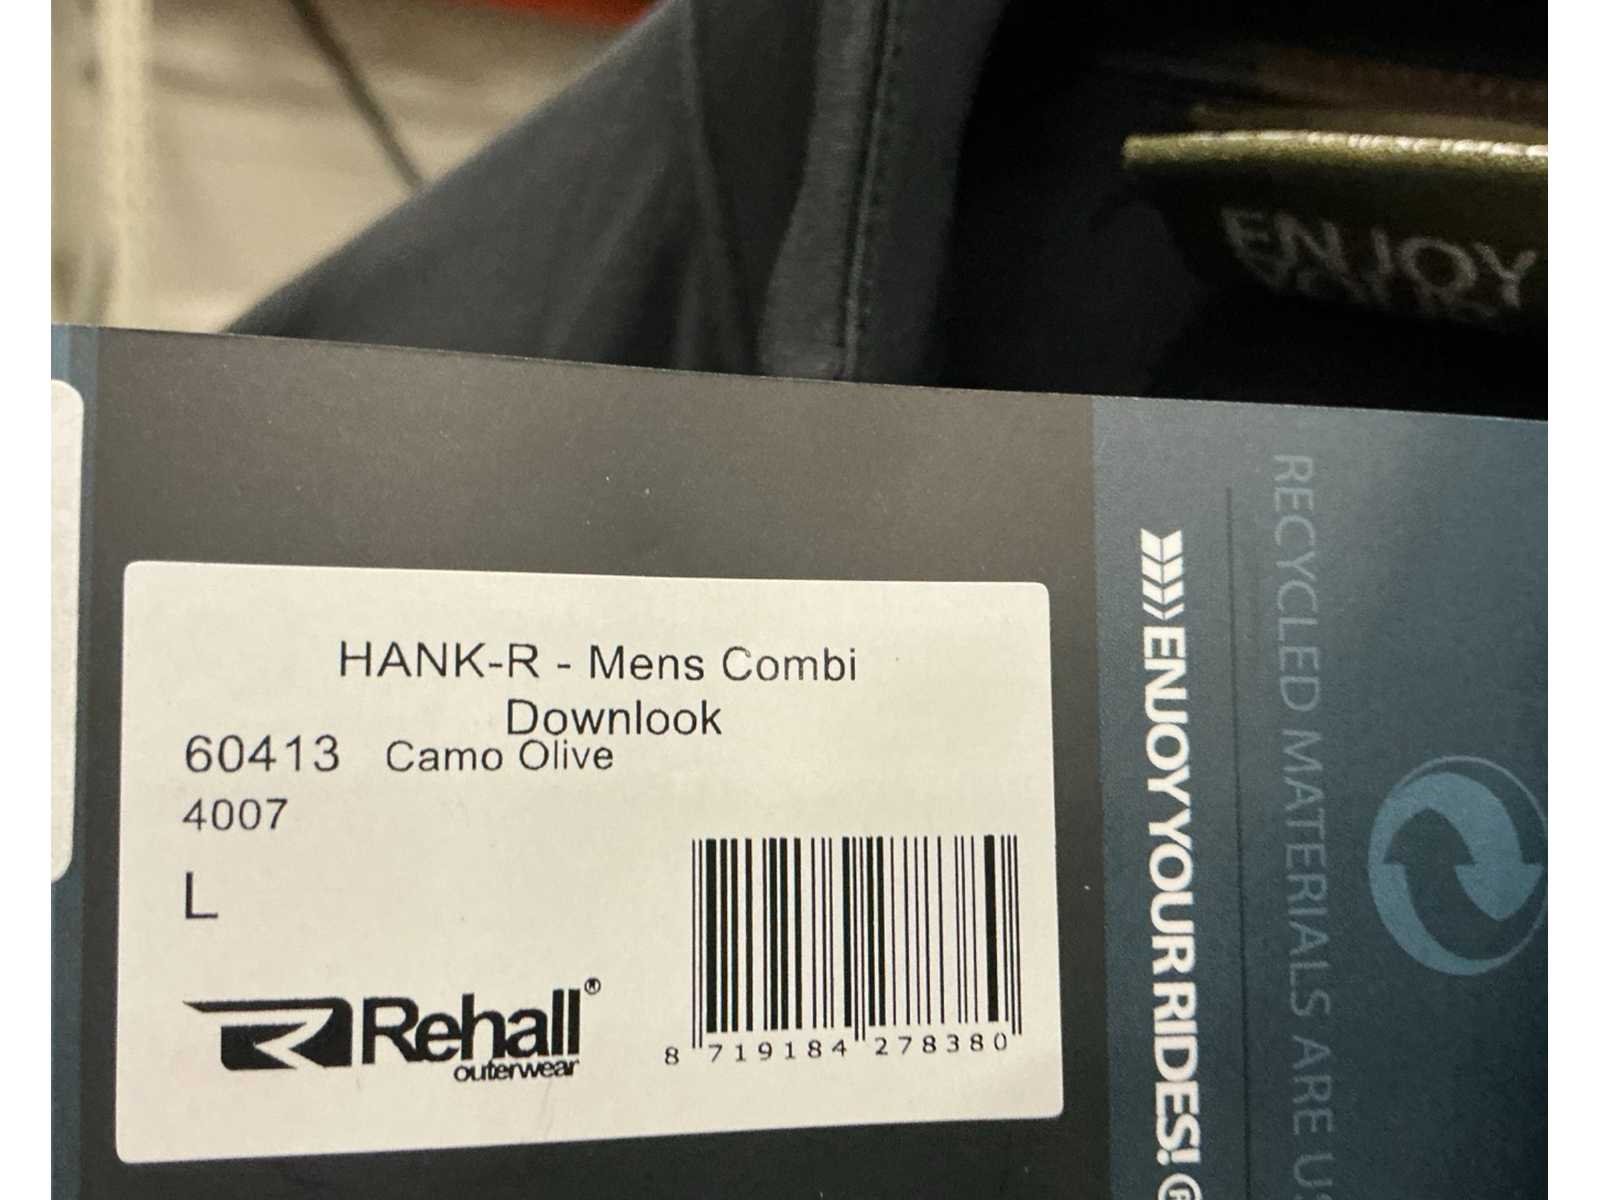 ENJOY
HANK-R - Mens Combi
Downlook
60413 Camo Olive
4007
L
Rehall®
outerwear
8 719184 278380
ENJOY YOUR RIDES! ®
RECYCLED MATERIALS ARE